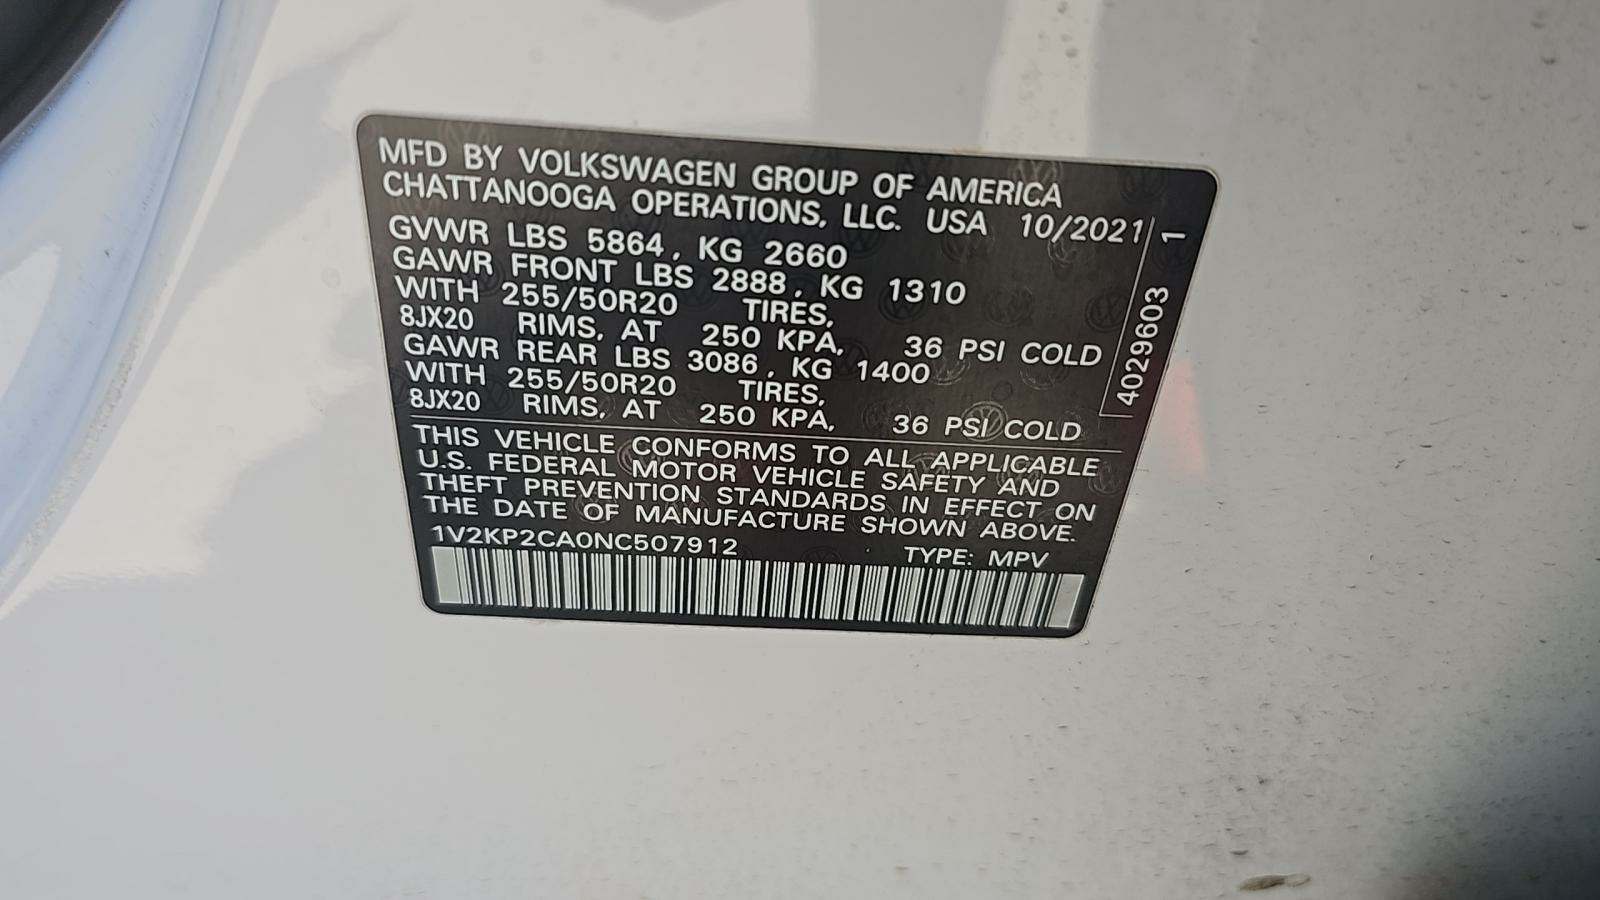 MFD BY VOLKSWAGEN GROUP OF AMERICA
CHATTANOOGA OPERATIONS, LLC. USA 10/2021
GVWR LBS 5864, KG 2660
GAWR FRONT LBS 2888, KG 1310
WITH 255/50R20 TIRES,
8JX20 RIMS, AT 250 KPA, 36 PSI COLD
GAWR REAR LBS 3086, KG 1400
WITH 255/50R20 TIRES,
8JX20 RIMS, AT 250 KPA, 36 PSI COLD
4029603 1
THIS VEHICLE CONFORMS TO ALL APPLICABLE
U.S. FEDERAL MOTOR VEHICLE SAFETY AND
THEFT PREVENTION STANDARDS IN EFFECT ON
THE DATE OF MANUFACTURE SHOWN ABOVE.
1V2KP2CA0NC507912 TYPE: MPV